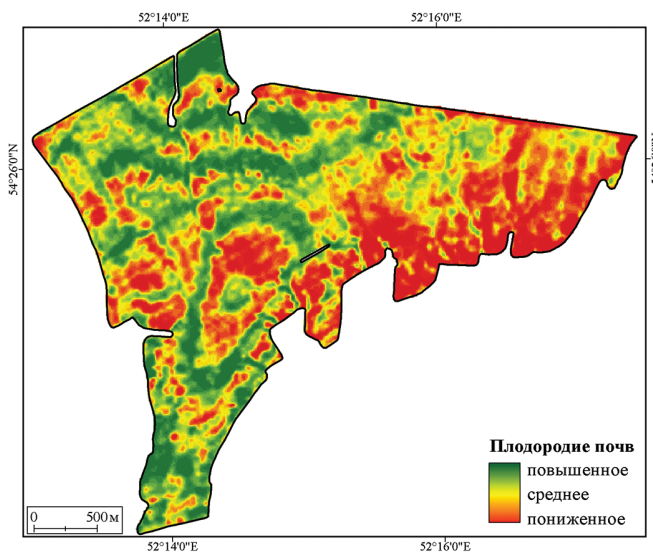 52°14'0"E
52°16'0"E
54°26'0"N
Плодородие почв
повышенное
среднее
пониженное
0 500 м
52°14'0"E
52°16'0"E